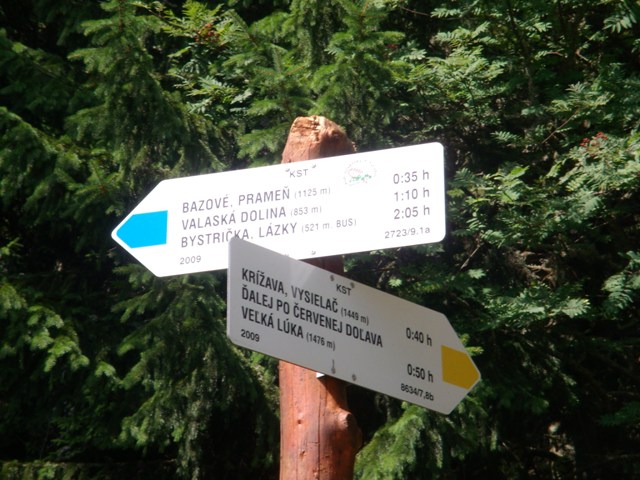 KST
BAZOVÉ, PRAMEŇ (1125 m) 0:35 h
VALASKÁ DOLINA (853 m) 1:10 h
BYSTRIČKA, LÁZKY (521 m, BUS) 2:05 h
2009 2723/9.1a
KST
KRÍŽAVA, VYSIELAČ (1449 m) 0:40 h
ĎALEJ PO ČERVENEJ DOĽAVA
VEĽKÁ LÚKA (1476 m) 0:50 h
2009 8634/7,8b